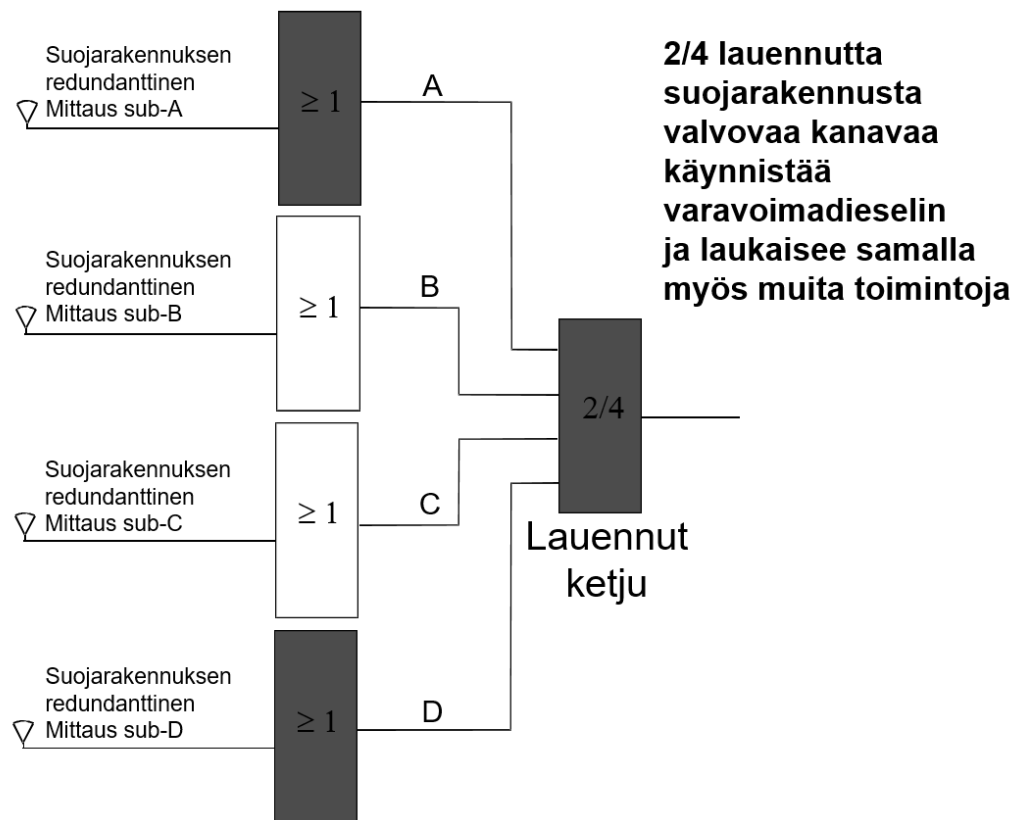 Suojarakennuksen
redundanttinen
Mittaus sub-A
≥ 1
A
2/4 lauennutta
suojarakennusta
valvovaa kanavaa
käynnistää
varavoimadieselin
ja laukaisee samalla
myös muita toimintoja
Suojarakennuksen
redundanttinen
Mittaus sub-B
≥ 1
B
2/4
Suojarakennuksen
redundanttinen
Mittaus sub-C
≥ 1
C
Lauennut
ketju
Suojarakennuksen
redundanttinen
Mittaus sub-D
≥ 1
D